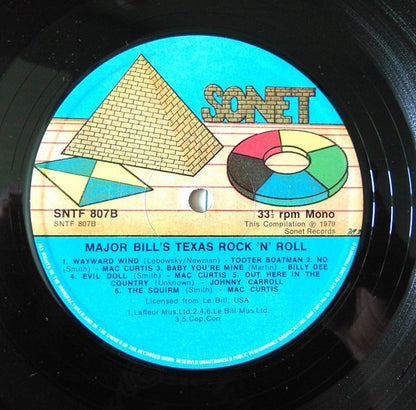 SONET
SNTF 807B
SNTF 807B
33⅓ rpm Mono
This Compilation ℗ 1979
Sonet Records
MAJOR BILL'S TEXAS ROCK 'N' ROLL
1. WAYWARD WIND (Lebowsky/Newman) - TOOTER BOATMAN 2. NO
(Smith) - MAC CURTIS 3. BABY YOU'RE MINE (Martin) - BILLY DEE
4. EVIL DOLL (Smith) - MAC CURTIS 5. OUT HERE IN THE
COUNTRY (Unknown) - JOHNNY CARROLL
6. THE SQUIRM (Smith) - MAC CURTIS
Licensed from Le Bill, USA
1.Lafleur Mus.Ltd.2,4,6.Le Bill Mus.Ltd.
3.5.Cop.Con